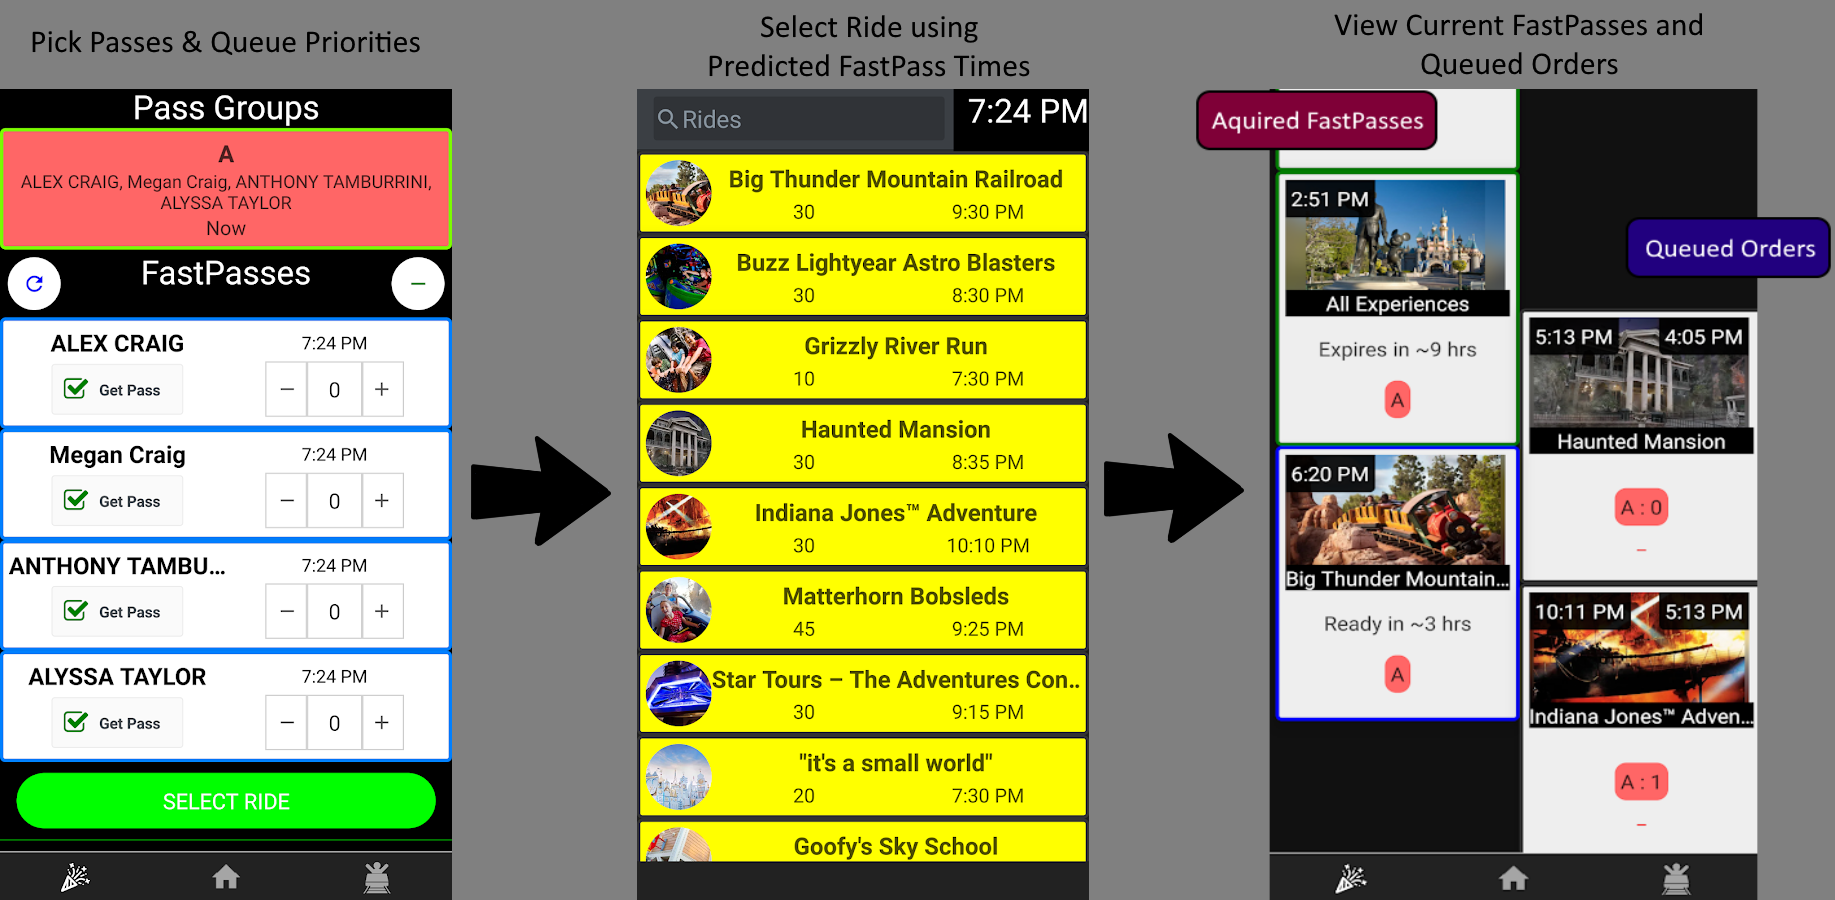 Pick Passes & Queue Priorities
Pass Groups
A
ALEX CRAIG, Megan Craig, ANTHONY TAMBURRINI,
ALYSSA TAYLOR
Now
FastPasses
ALEX CRAIG
7:24 PM
Get Pass
− 0 +
Megan Craig
7:24 PM
Get Pass
− 0 +
ANTHONY TAMBU...
7:24 PM
Get Pass
− 0 +
ALYSSA TAYLOR
7:24 PM
Get Pass
− 0 +
SELECT RIDE
Select Ride using
Predicted FastPass Times
Rides
7:24 PM
Big Thunder Mountain Railroad
30 9:30 PM
Buzz Lightyear Astro Blasters
30 8:30 PM
Grizzly River Run
10 7:30 PM
Haunted Mansion
30 8:35 PM
Indiana Jones™ Adventure
30 10:10 PM
Matterhorn Bobsleds
45 9:25 PM
Star Tours – The Adventures Con..
30 9:15 PM
"it's a small world"
20 7:30 PM
Goofy's Sky School
View Current FastPasses and
Queued Orders
Aquired FastPasses
2:51 PM
All Experiences
Expires in ~9 hrs
A
6:20 PM
Big Thunder Mountain...
Ready in ~3 hrs
A
Queued Orders
5:13 PM 4:05 PM
Haunted Mansion
A : 0
–
10:11 PM 5:13 PM
Indiana Jones™ Adven...
A : 1
–